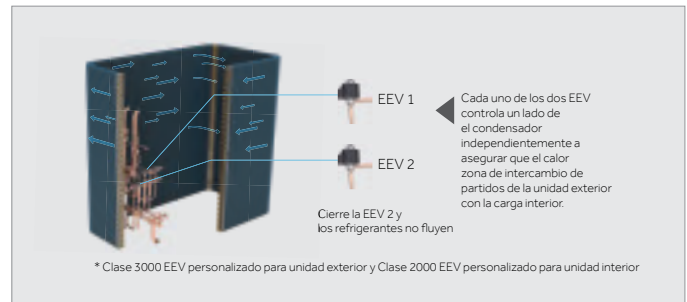 EEV 1
Cada uno de los dos EEV
controla un lado de
el condensador
independientemente a
asegurar que el calor
zona de intercambio de
partidos de la unidad exterior
con la carga interior.
EEV 2
Cierre la EEV 2 y
los refrigerantes no fluyen
* Clase 3000 EEV personalizado para unidad exterior y Clase 2000 EEV personalizado para unidad interior